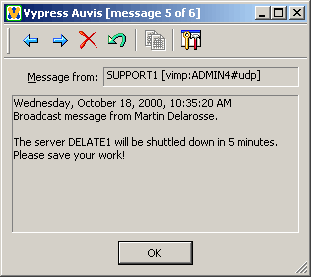 Vypress Auvis [message 5 of 6]
Message from: SUPPORT1 [vimp:ADMIN4#udp]
Wednesday, October 18, 2000, 10:35:20 AM
Broadcast message from Martin Delarosse.
The server DELATE1 will be shuttled down in 5 minutes.
Please save your work!
OK